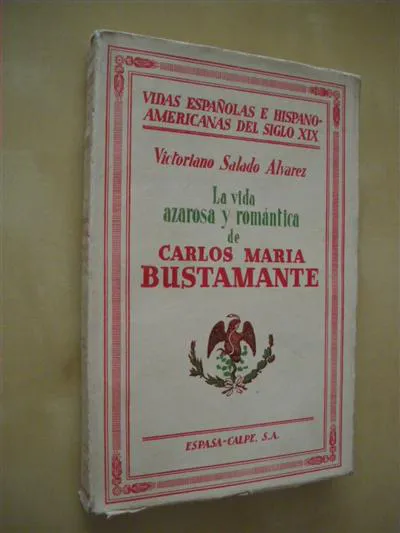 VIDAS ESPAÑOLAS E HISPANO-
AMERICANAS DEL SIGLO XIX
Victoriano Salado Alvarez
La vida
azarosa y romántica
de
CARLOS MARIA
BUSTAMANTE
ESPASA-CALPE, S.A.